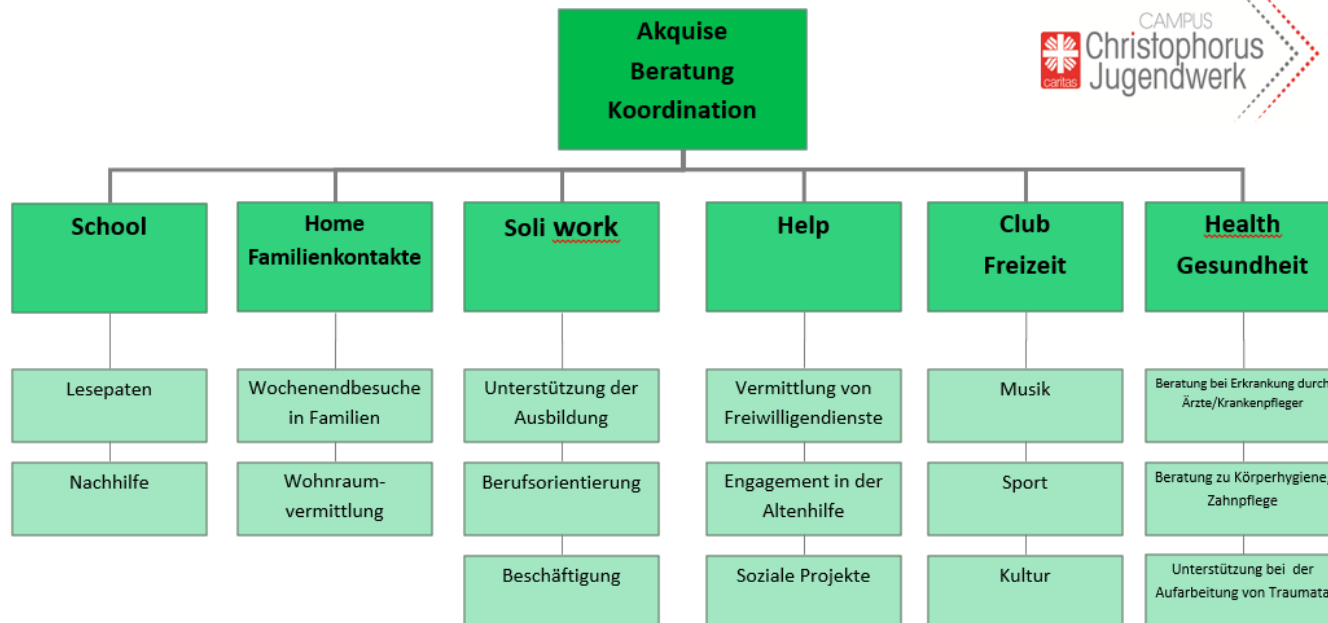 Akquise
Beratung
Koordination
CAMPUS
Christophorus
Jugendwerk
caritas
School
Home
Familienkontakte
Soli work
Help
Club
Freizeit
Health
Gesundheit
Lesepaten
Wochenendbesuche
in Familien
Unterstützung der
Ausbildung
Vermittlung von
Freiwilligendienste
Musik
Beratung bei Erkrankung durch
Ärzte/Krankenpfleger
Nachhilfe
Wohnraum-
vermittlung
Berufsorientierung
Engagement in der
Altenhilfe
Sport
Beratung zu Körperhygiene,
Zahnpflege
Beschäftigung
Soziale Projekte
Kultur
Unterstützung bei der
Aufarbeitung von Traumata